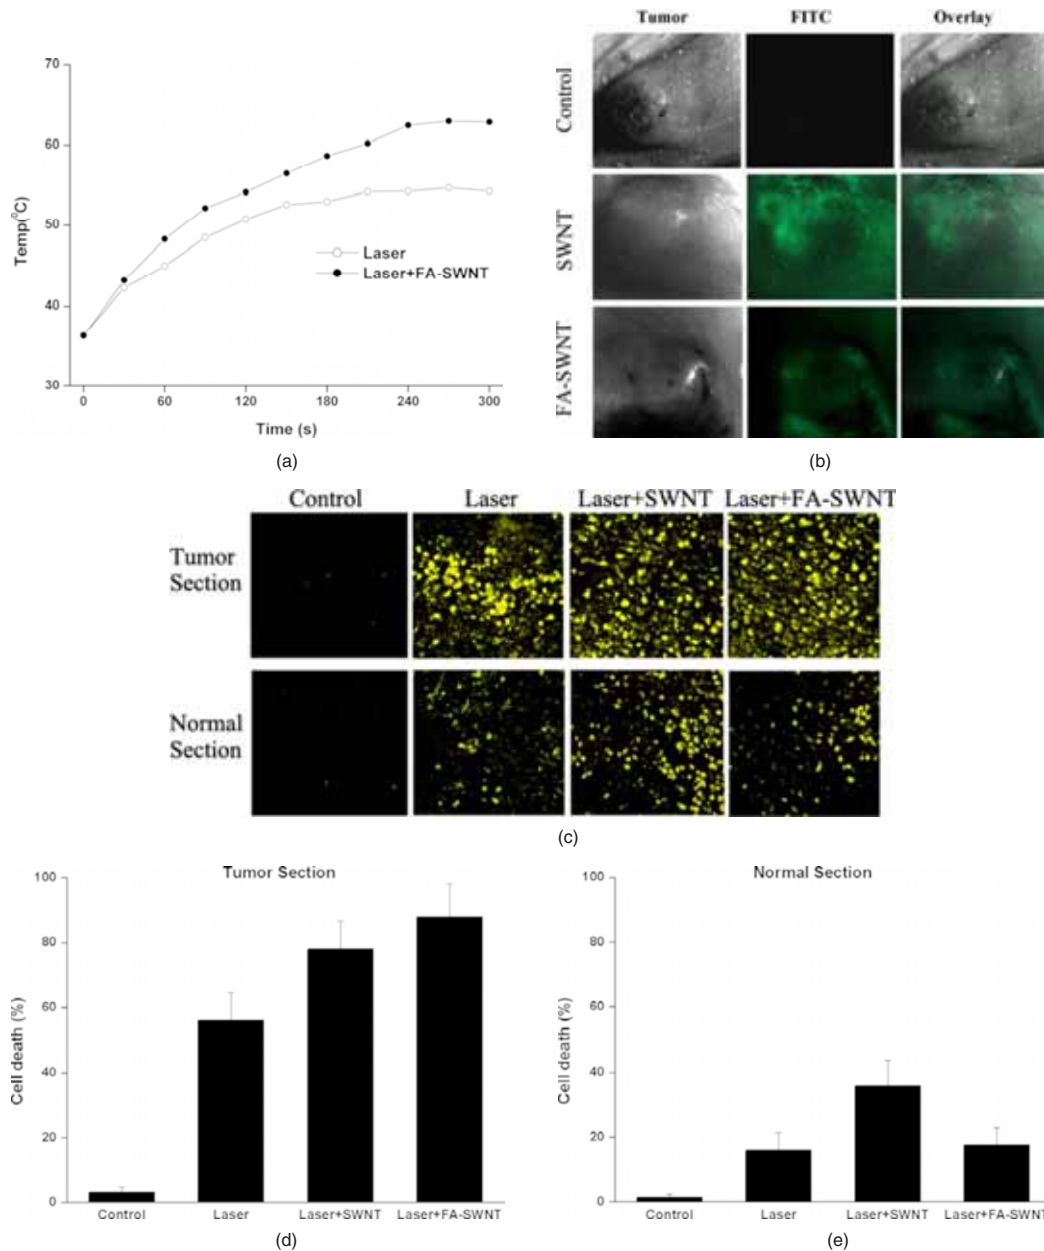 70
60
50
40
30
Temp(⁰C)
Laser
Laser+FA-SWNT
0 60 120 180 240 300
Time (s)
(a)
Tumor FITC Overlay
Control
SWNT
FA-SWNT
(b)
Control Laser Laser+SWNT Laser+FA-SWNT
Tumor
Section
Normal
Section
(c)
Tumor Section
100
80
60
40
20
0
Cell death (%)
Control Laser Laser+SWNT Laser+FA-SWNT
(d)
Normal Section
100
80
60
40
20
0
Cell death (%)
Control Laser Laser+SWNT Laser+FA-SWNT
(e)